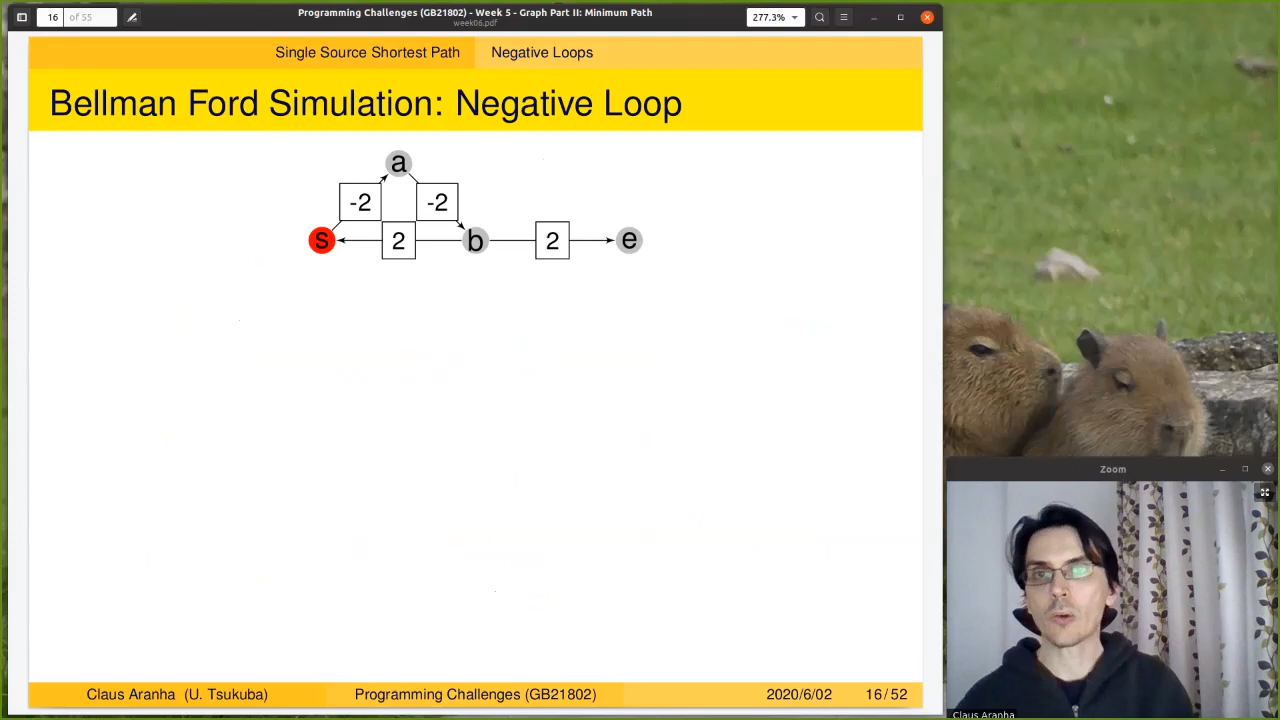 16 of 55
Programming Challenges (GB21802) - Week 5 - Graph Part II: Minimum Path
week06.pdf
277.3%
Single Source Shortest Path Negative Loops
Bellman Ford Simulation: Negative Loop
a
-2 -2
s 2 b 2 e
Zoom
Claus Aranha
Claus Aranha (U. Tsukuba) Programming Challenges (GB21802) 2020/6/02 16/52